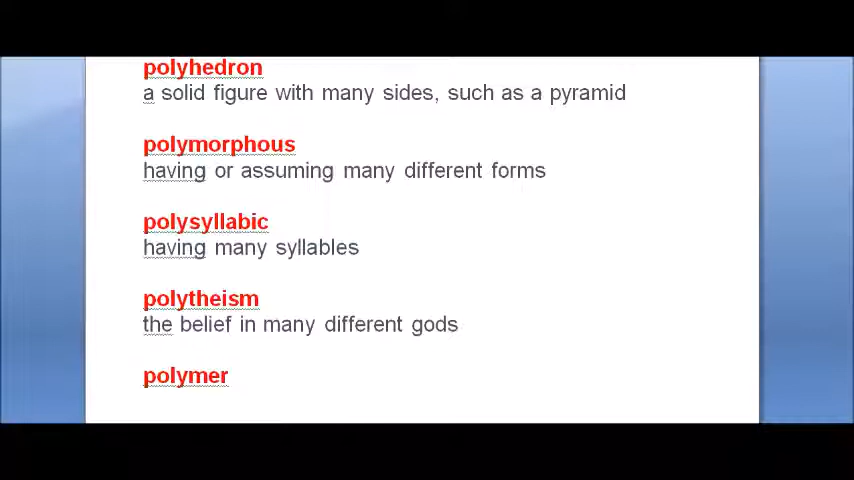 polyhedron
a solid figure with many sides, such as a pyramid
polymorphous
having or assuming many different forms
polysyllabic
having many syllables
polytheism
the belief in many different gods
polymer